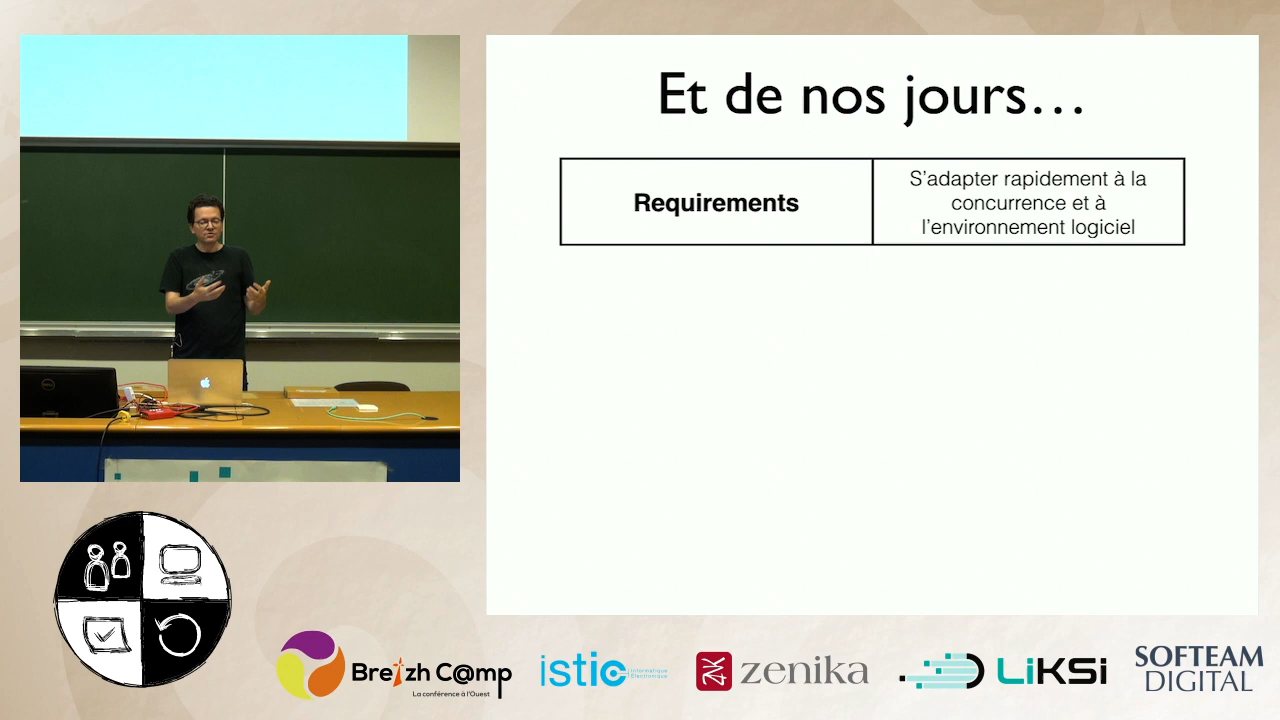 Et de nos jours…
Requirements
S'adapter rapidement à la
concurrence et à
l'environnement logiciel
Breizh C@mp
La conférence à l'Ouest
istic
Informatique
Électronique
zenika
LiKSi
SOFTEAM
DIGITAL
DELL